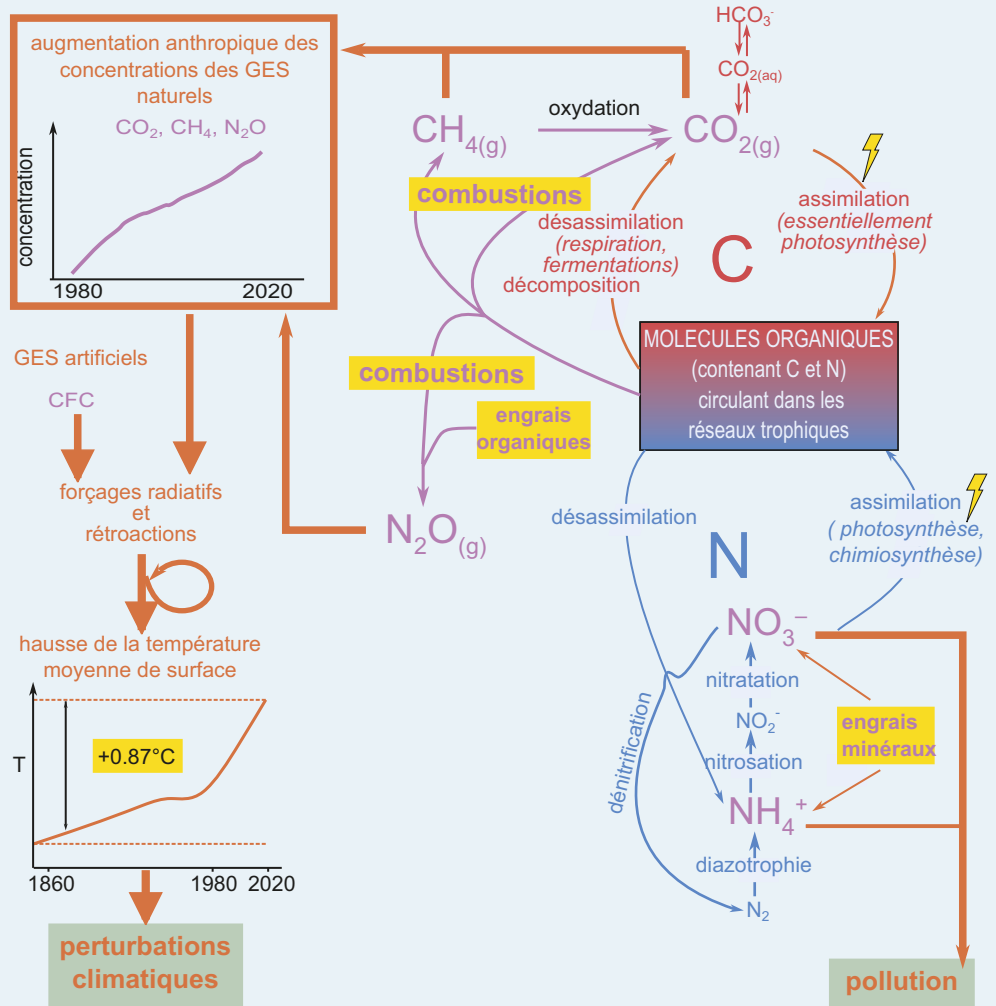 augmentation anthropique des
concentrations des GES
naturels
CO₂, CH₄, N₂O
concentration
1980
2020
GES artificiels
CFC
forçages radiatifs
et
rétroactions
hausse de la température
moyenne de surface
T
+0.87°C
1860
1980
2020
perturbations
climatiques
HCO₃⁻
CO₂(aq)
CH₄(g)
oxydation
CO₂(g)
combustions
désassimilation
(respiration,
fermentations)
décomposition
C
assimilation
(essentiellement
photosynthèse)
MOLECULES ORGANIQUES
(contenant C et N)
circulant dans les
réseaux trophiques
combustions
engrais
organiques
N₂O(g)
désassimilation
N
assimilation
( photosynthèse,
chimiosynthèse)
NO₃⁻
nitratation
NO₂⁻
nitrosation
NH₄⁺
diazotrophie
N₂
dénitrification
engrais
minéraux
pollution